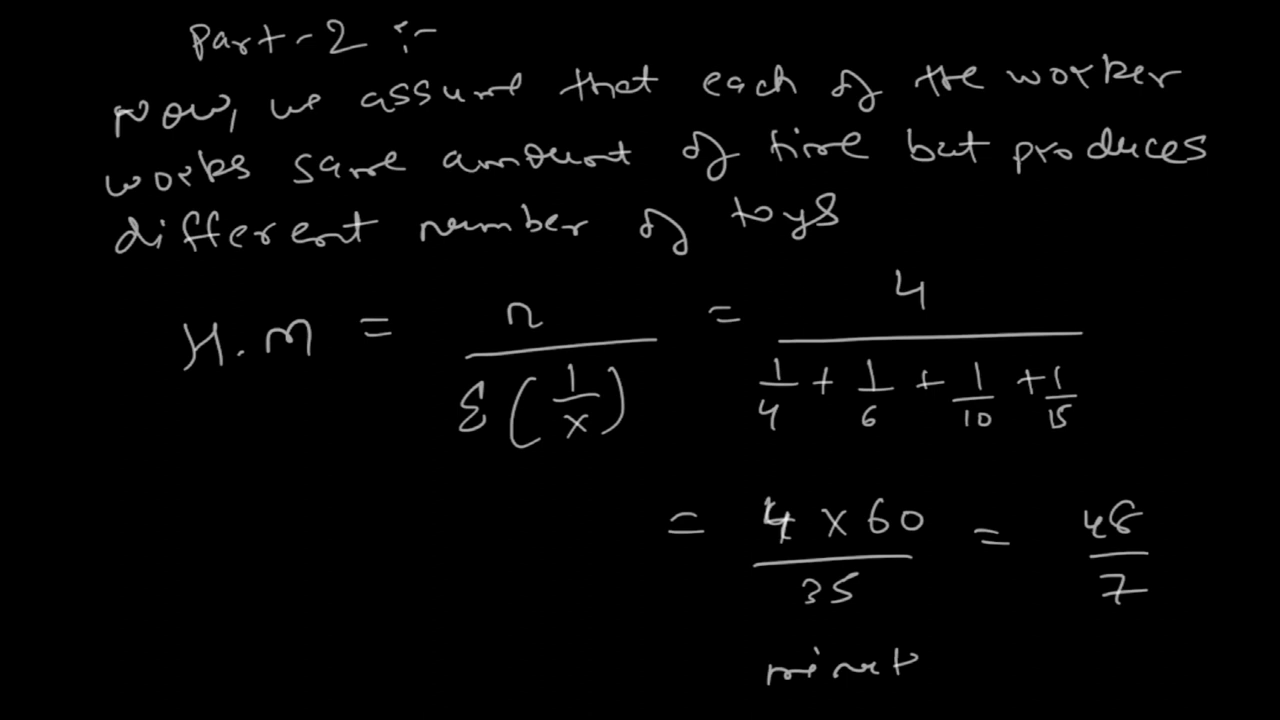 Part-2 :-
Now, we assume that each of the worker
works same amount of time but produces
different number of toys
H.M = n / Σ(1/x) = 4 / (1/4 + 1/6 + 1/10 + 1/15)
= 4 x 60 / 35 = 48 / 7
minut